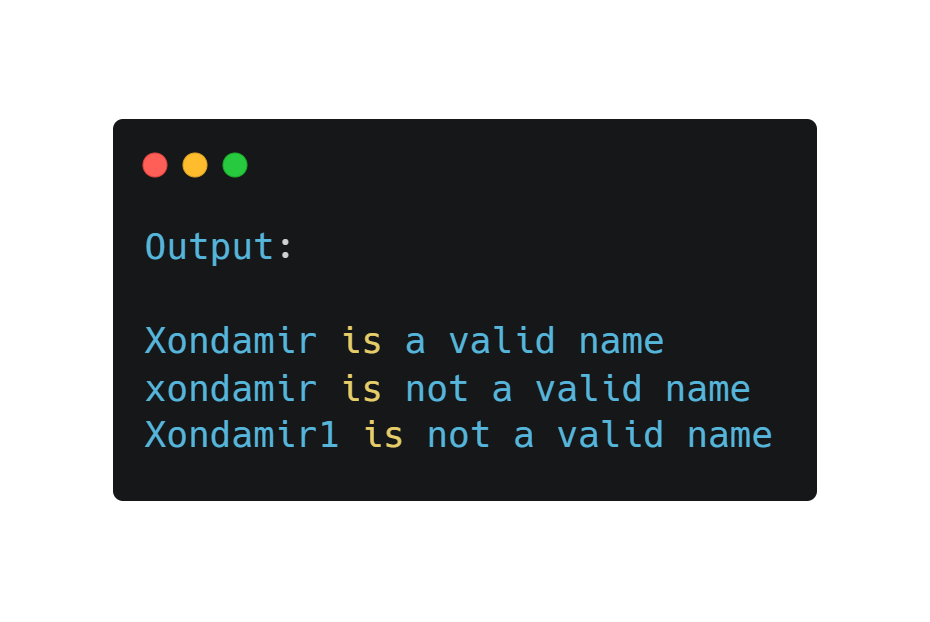 Output:
Xondamir is a valid name
xondamir is not a valid name
Xondamir1 is not a valid name